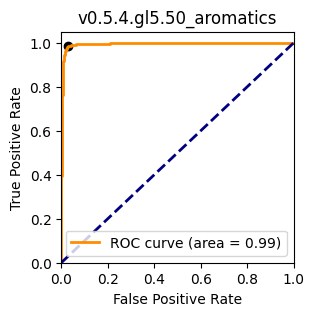 v0.5.4.gl5.50_aromatics
True Positive Rate
1.0
0.8
0.6
0.4
0.2
0.0
ROC curve (area = 0.99)
0.0 0.2 0.4 0.6 0.8 1.0
False Positive Rate